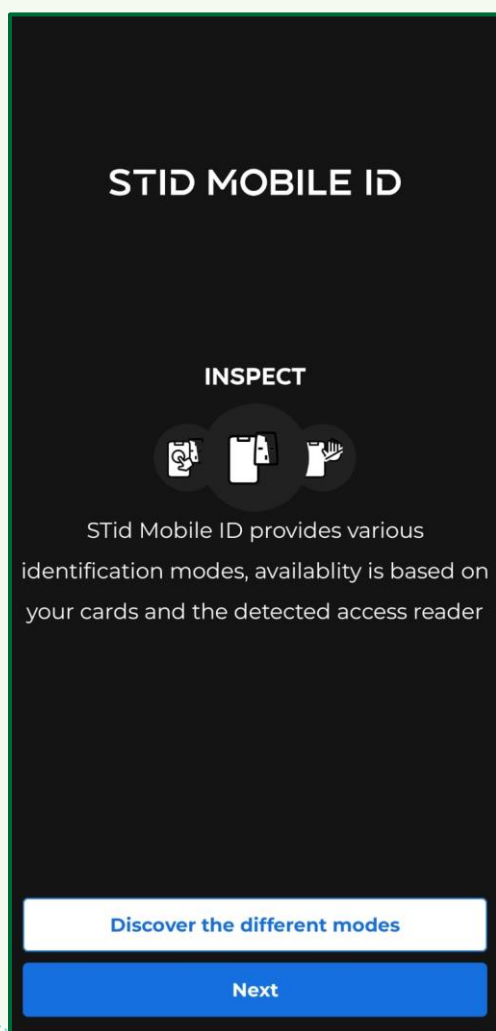 STID MOBILE ID
INSPECT
STid Mobile ID provides various
identification modes, availablity is based on
your cards and the detected access reader
Discover the different modes
Next